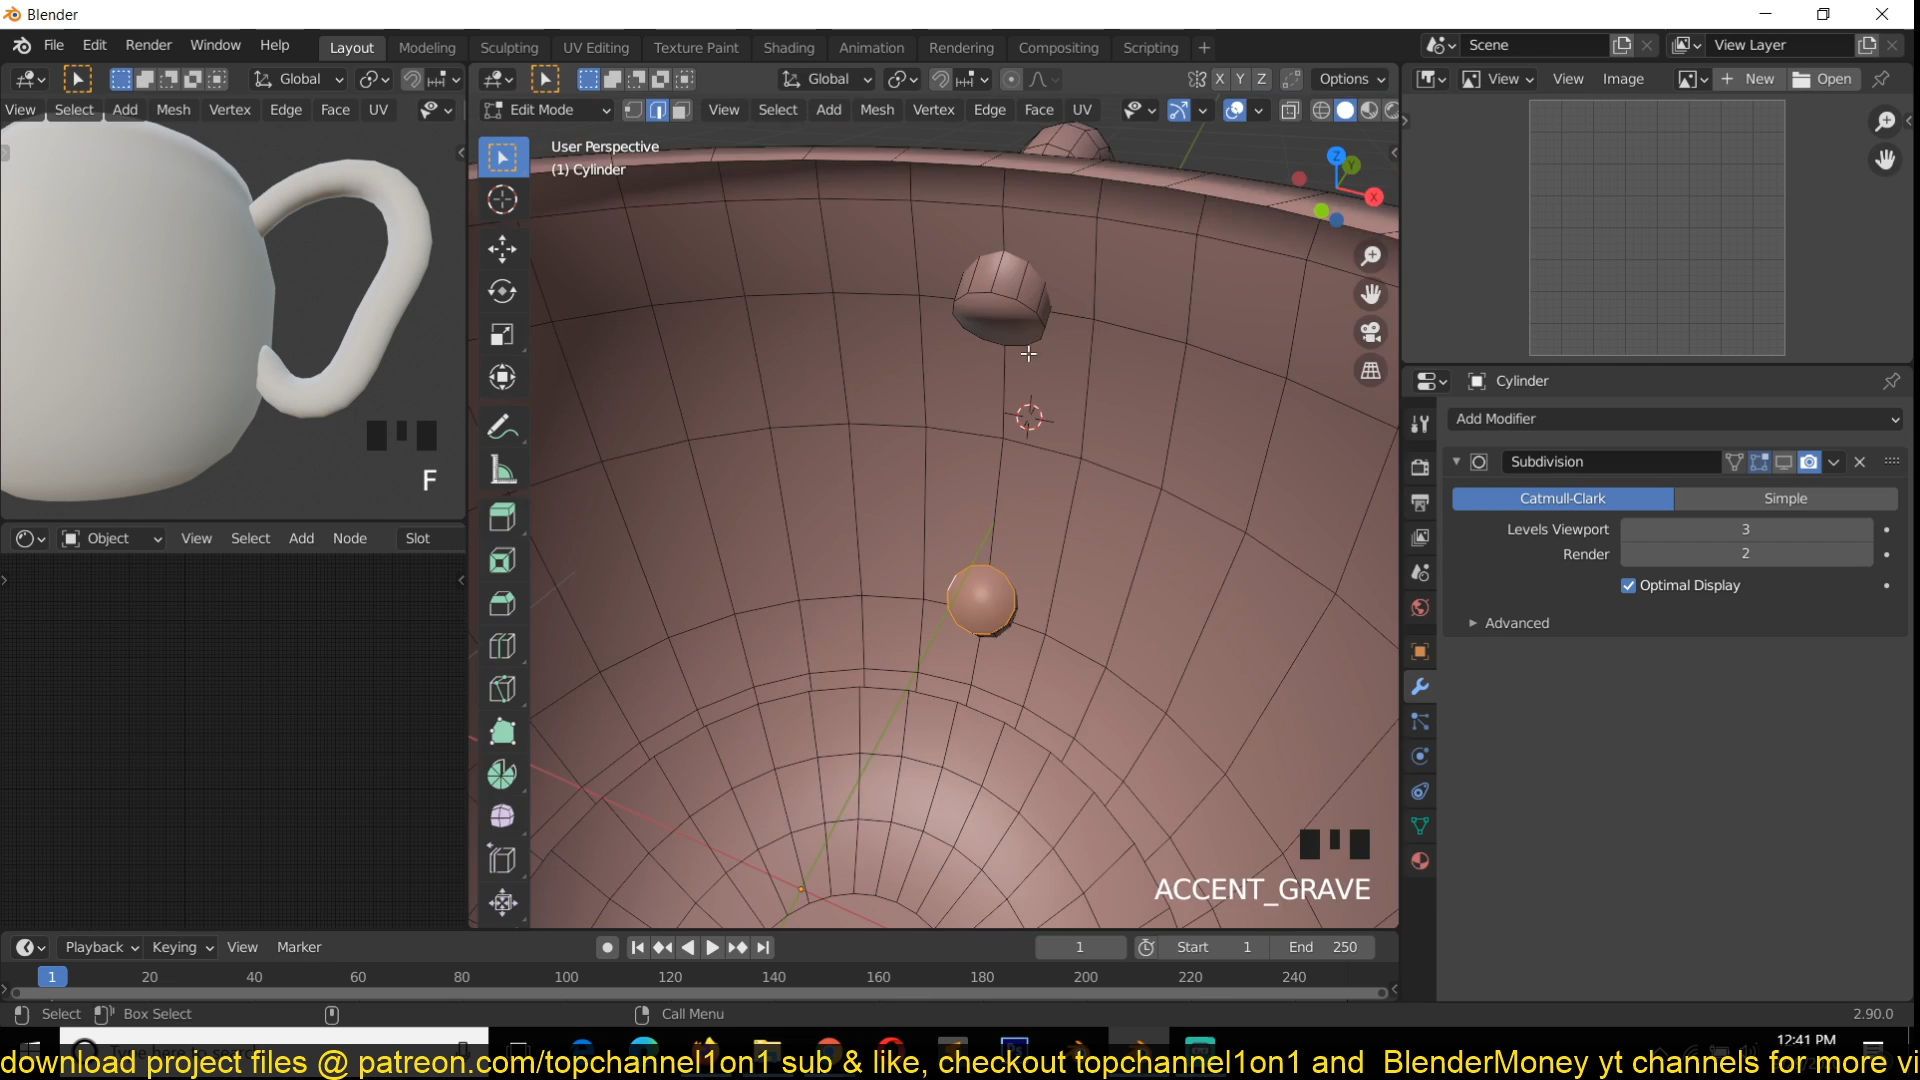 Blender
File Edit Render Window Help Layout Modeling Sculpting UV Editing Texture Paint Shading Animation Rendering Compositing Scripting + Scene View Layer
Global Global X Y Z Options View View Image New Open
View Select Add Mesh Vertex Edge Face UV Edit Mode View Select Add Mesh Vertex Edge Face UV
User Perspective
(1) Cylinder
Z
Y
X
Cylinder
Add Modifier
Subdivision
Catmull-Clark Simple
Levels Viewport 3
Render 2
Optimal Display
Advanced
F
Object View Select Add Node Slot
ACCENT_GRAVE
Playback Keying View Marker 1 Start 1 End 250
1 20 40 60 80 100 120 140 160 180 200 220 240
Select Box Select Call Menu 2.90.0
12:41 PM
download project files @ patreon.com/topchannel1on1 sub & like, checkout topchannel1on1 and BlenderMoney yt channels for more vi